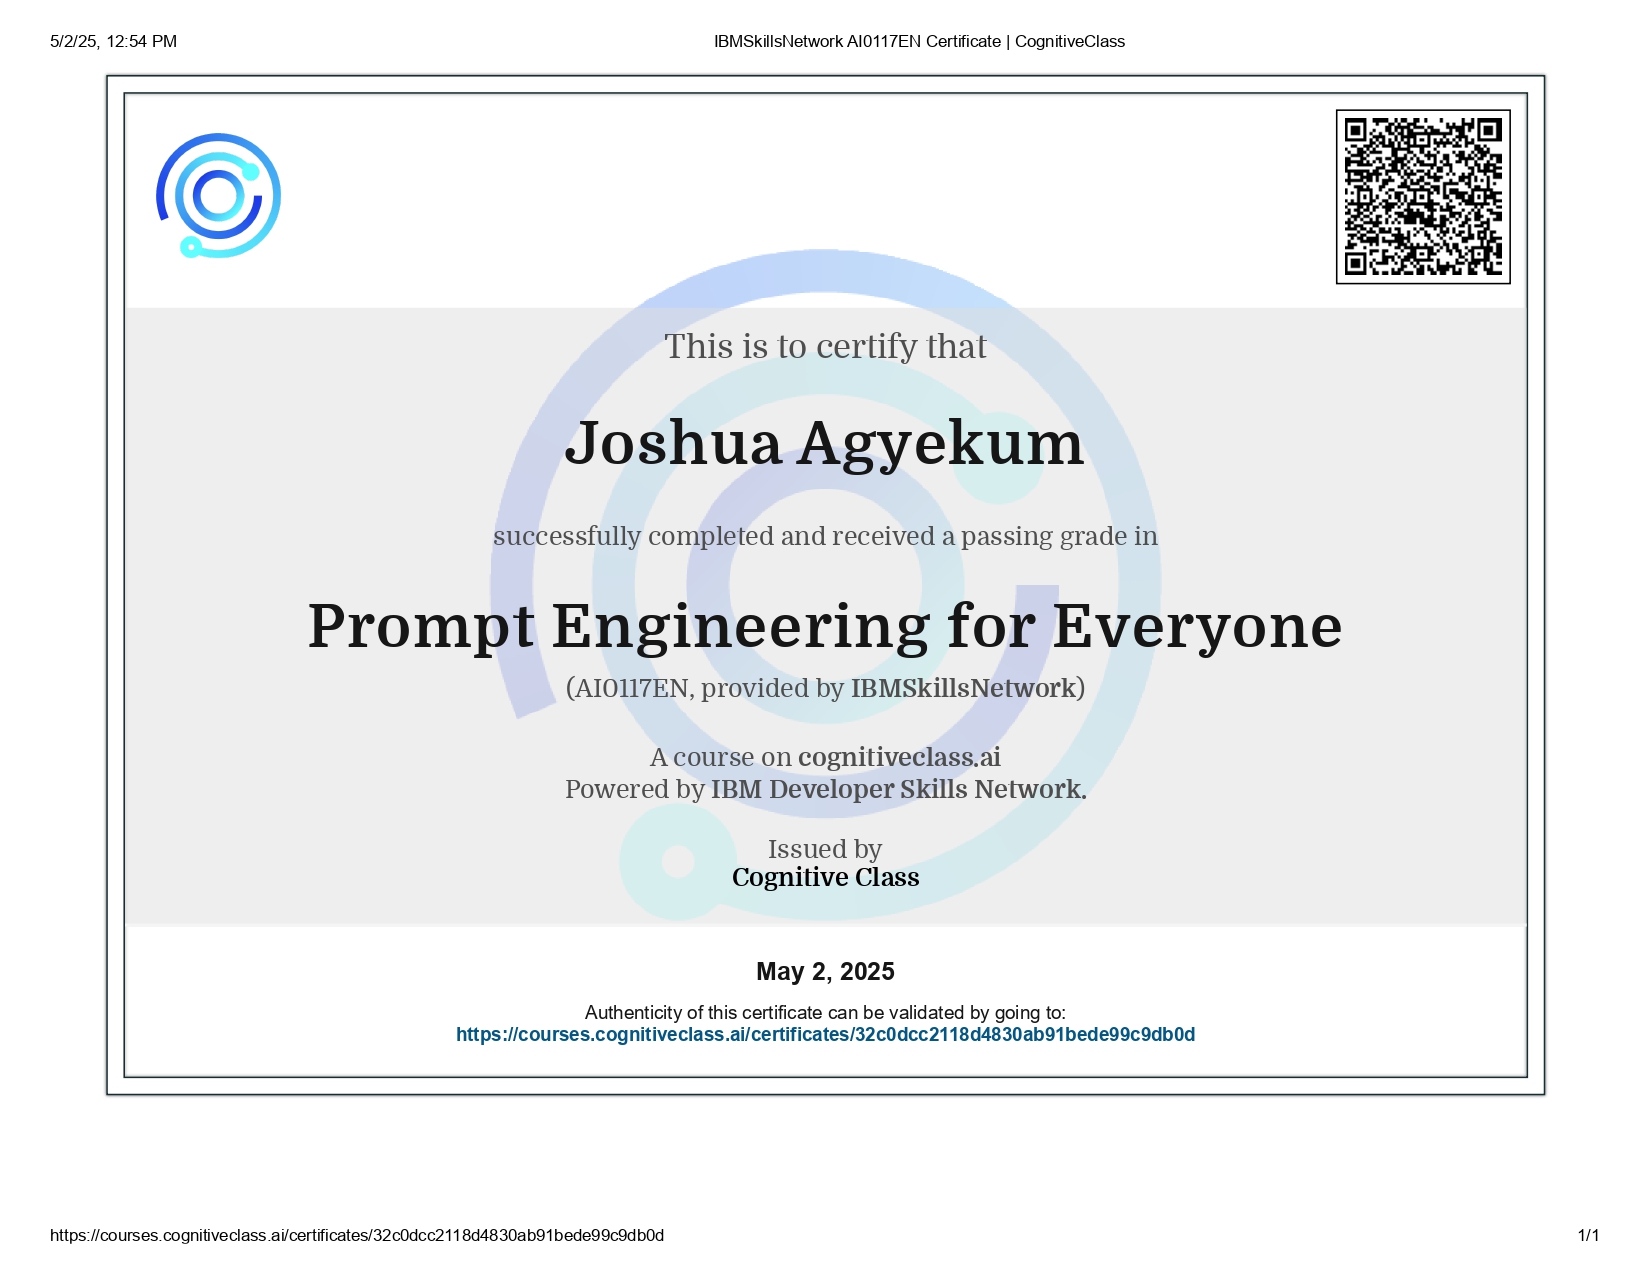 5/2/25, 12:54 PM
IBMSkillsNetwork AI0117EN Certificate | CognitiveClass
This is to certify that
Joshua Agyekum
successfully completed and received a passing grade in
Prompt Engineering for Everyone
(AI0117EN, provided by IBMSkillsNetwork)
A course on cognitiveclass.ai
Powered by IBM Developer Skills Network.
Issued by
Cognitive Class
May 2, 2025
Authenticity of this certificate can be validated by going to:
https://courses.cognitiveclass.ai/certificates/32c0dcc2118d4830ab91bede99c9db0d
https://courses.cognitiveclass.ai/certificates/32c0dcc2118d4830ab91bede99c9db0d
1/1